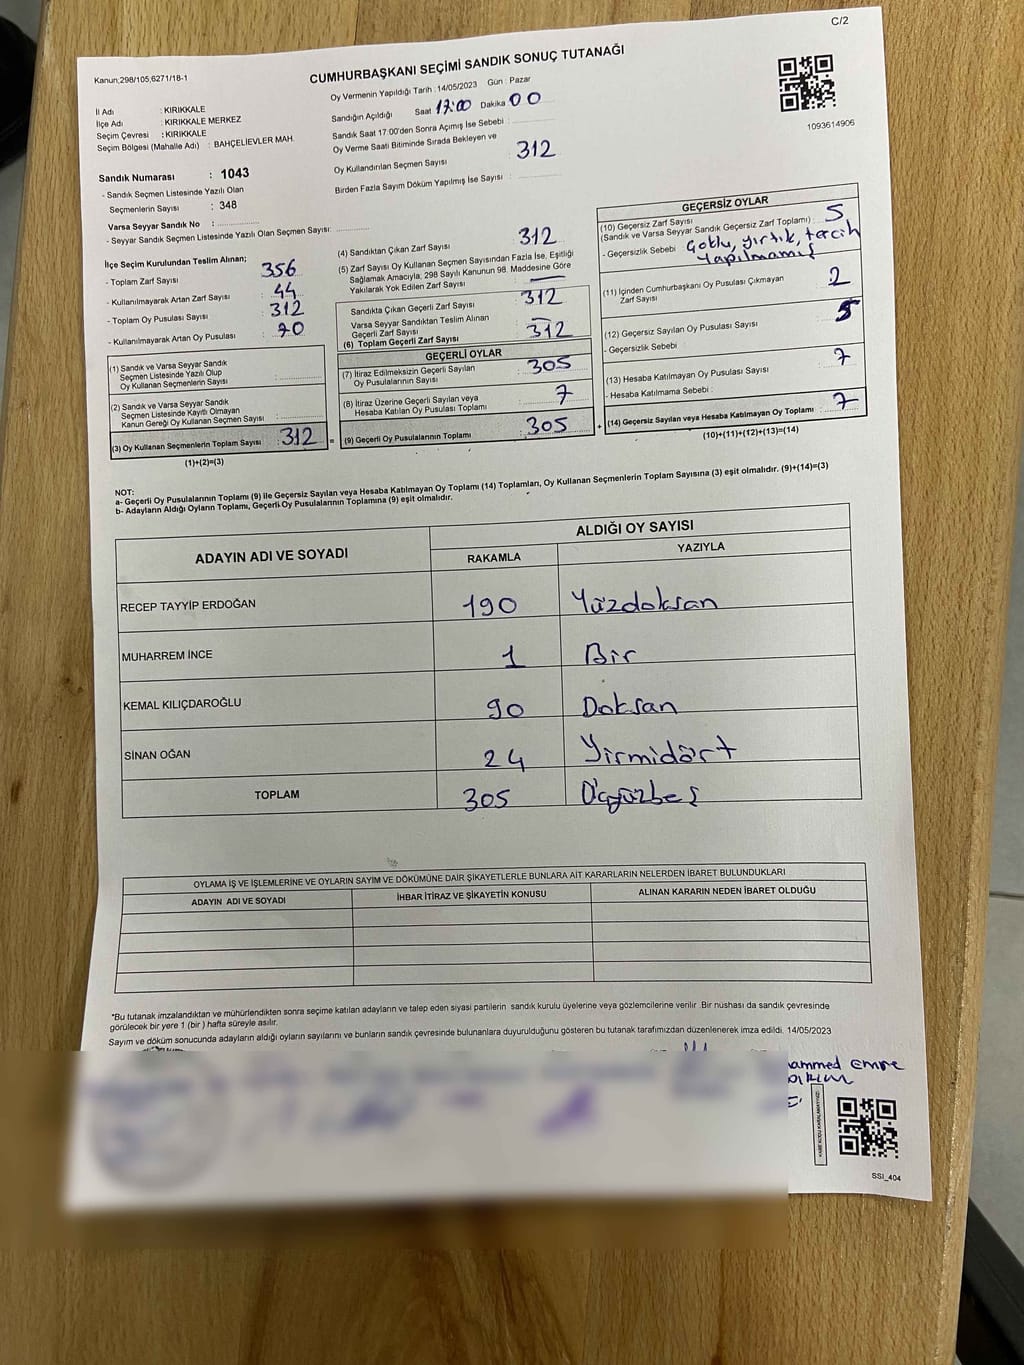 C/2
Kanun;298/105;6271/18-1
CUMHURBAŞKANI SEÇİMİ SANDIK SONUÇ TUTANAĞI
1093614906
İl Adı : KIRIKKALE
İlçe Adı : KIRIKKALE MERKEZ
Seçim Çevresi : KIRIKKALE
Seçim Bölgesi (Mahalle Adı) : BAHÇELİEVLER MAH.
Sandık Numarası : 1043
- Sandık Seçmen Listesinde Yazılı Olan
Seçmenlerin Sayısı : 348
Varsa Seyyar Sandık No :
- Seyyar Sandık Seçmen Listesinde Yazılı Olan Seçmen Sayısı:
Oy Vermenin Yapıldığı Tarih : 14/05/2023 Gün : Pazar
Sandığın Açıldığı Saat 17:00 Dakika 00
Sandık Saat 17:00'den Sonra Açımış İse Sebebi :
Oy Verme Saati Bitiminde Sırada Bekleyen ve
Oy Kullandırılan Seçmen Sayısı 312
Birden Fazla Sayım Döküm Yapılmış İse Sayısı :
İlçe Seçim Kurulundan Teslim Alınan;
- Toplam Zarf Sayısı : 356
- Kullanılmayarak Artan Zarf Sayısı : 44
- Toplam Oy Pusulası Sayısı : 312
- Kullanılmayarak Artan Oy Pusulası :
(1) Sandık ve Varsa Seyyar Sandık
Seçmen Listesinde Yazılı Olup
Oy Kullanan Seçmenlerin Sayısı :
(2) Sandık ve Varsa Seyyar Sandık
Seçmen Listesinde Kayıtlı Olmayan
Kanun Gereği Oy Kullanan Seçmen Sayısı :
(3) Oy Kullanan Seçmenlerin Toplam Sayısı : 312 =
(1)+(2)=(3)
(4) Sandıktan Çıkan Zarf Sayısı 312
(5) Zarf Sayısı Oy Kullanan Seçmen Sayısından Fazla İse, Eşitliği
Sağlamak Amacıyla; 298 Sayılı Kanunun 98. Maddesine Göre
Yakılarak Yok Edilen Zarf Sayısı : —
Sandıkta Çıkan Geçerli Zarf Sayısı 312
Varsa Seyyar Sandıktan Teslim Alınan
Geçerli Zarf Sayısı : —
(6) Toplam Geçerli Zarf Sayısı : 312
GEÇERLİ OYLAR
(7) İtiraz Edilmeksizin Geçerli Sayılan
Oy Pusulalarının Sayısı : 305
(8) İtiraz Üzerine Geçerli Sayılan veya
Hesaba Katılan Oy Pusulası Toplamı : 7
(9) Geçerli Oy Pusulalarının Toplamı : 305 +
GEÇERSİZ OYLAR
(10) Geçersiz Zarf Sayısı
(Sandık ve Varsa Seyyar Sandık Geçersiz Zarf Toplamı) : 5
- Geçersizlik Sebebi : Çoklu, yırtık, tercih
Yapılmamış
(11) İçinden Cumhurbaşkanı Oy Pusulası Çıkmayan
Zarf Sayısı : 2
(12) Geçersiz Sayılan Oy Pusulası Sayısı : 5
- Geçersizlik Sebebi :
(13) Hesaba Katılmayan Oy Pusulası Sayısı : 7
- Hesaba Katılmama Sebebi :
(14) Geçersiz Sayılan veya Hesaba Katılmayan Oy Toplamı : 7
(10)+(11)+(12)+(13)=(14)
NOT:
a- Geçerli Oy Pusulalarının Toplamı (9) ile Geçersiz Sayılan veya Hesaba Katılmayan Oy Toplamı (14) Toplamları, Oy Kullanan Seçmenlerin Toplam Sayısına (3) eşit olmalıdır. (9)+(14)=(3)
b- Adayların Aldığı Oyların Toplamı, Geçerli Oy Pusulalarının Toplamına (9) eşit olmalıdır.
ADAYIN ADI VE SOYADI
ALDIĞI OY SAYISI
RAKAMLA YAZIYLA
RECEP TAYYİP ERDOĞAN 190 Yüzdoksan
MUHARREM İNCE 1 Bir
KEMAL KILIÇDAROĞLU 90 Doksan
SİNAN OĞAN 24 Yirmidört
TOPLAM 305 Üçyüzbeş
OYLAMA İŞ VE İŞLEMLERİNE VE OYLARIN SAYIM VE DÖKÜMÜNE DAİR ŞİKAYETLERLE BUNLARA AİT KARARLARIN NELERDEN İBARET BULUNDUKLARI
ADAYIN ADI VE SOYADI İHBAR İTİRAZ VE ŞİKAYETİN KONUSU ALINAN KARARIN NEDEN İBARET OLDUĞU
*Bu tutanak imzalandıktan ve mühürlendikten sonra seçime katılan adayların ve talep eden siyasi partilerin sandık kurulu üyelerine veya gözlemcilerine verilir .Bir nüshası da sandık çevresinde
görülecek bir yere 1 (bir ) hafta süreyle asılır.
Sayım ve döküm sonucunda adayların aldığı oyların sayılarını ve bunların sandık çevresinde bulunanlara duyurulduğunu gösteren bu tutanak tarafımızdan düzenlenerek imza edildi. 14/05/2023
ammed Emre
SSI_404